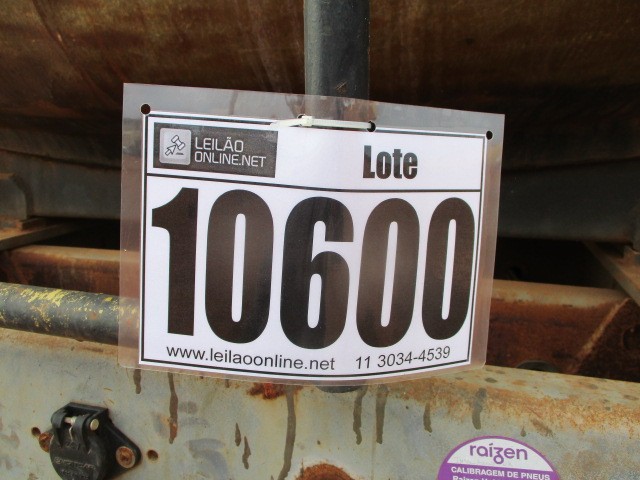 LEILÃO
ONLINE.NET
Lote
10600
www.leilaoonline.net 11 3034-4539
raízen
CALIBRAGEM DE PNEUS